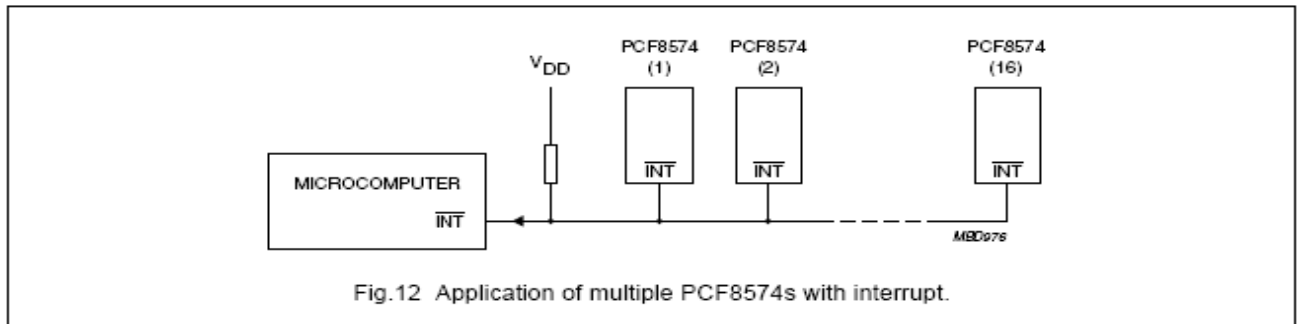 PCF8574 PCF8574 PCF8574
(1) (2) (16)
VDD
INT INT INT
MICROCOMPUTER
INT
MBD976
Fig.12 Application of multiple PCF8574s with interrupt.